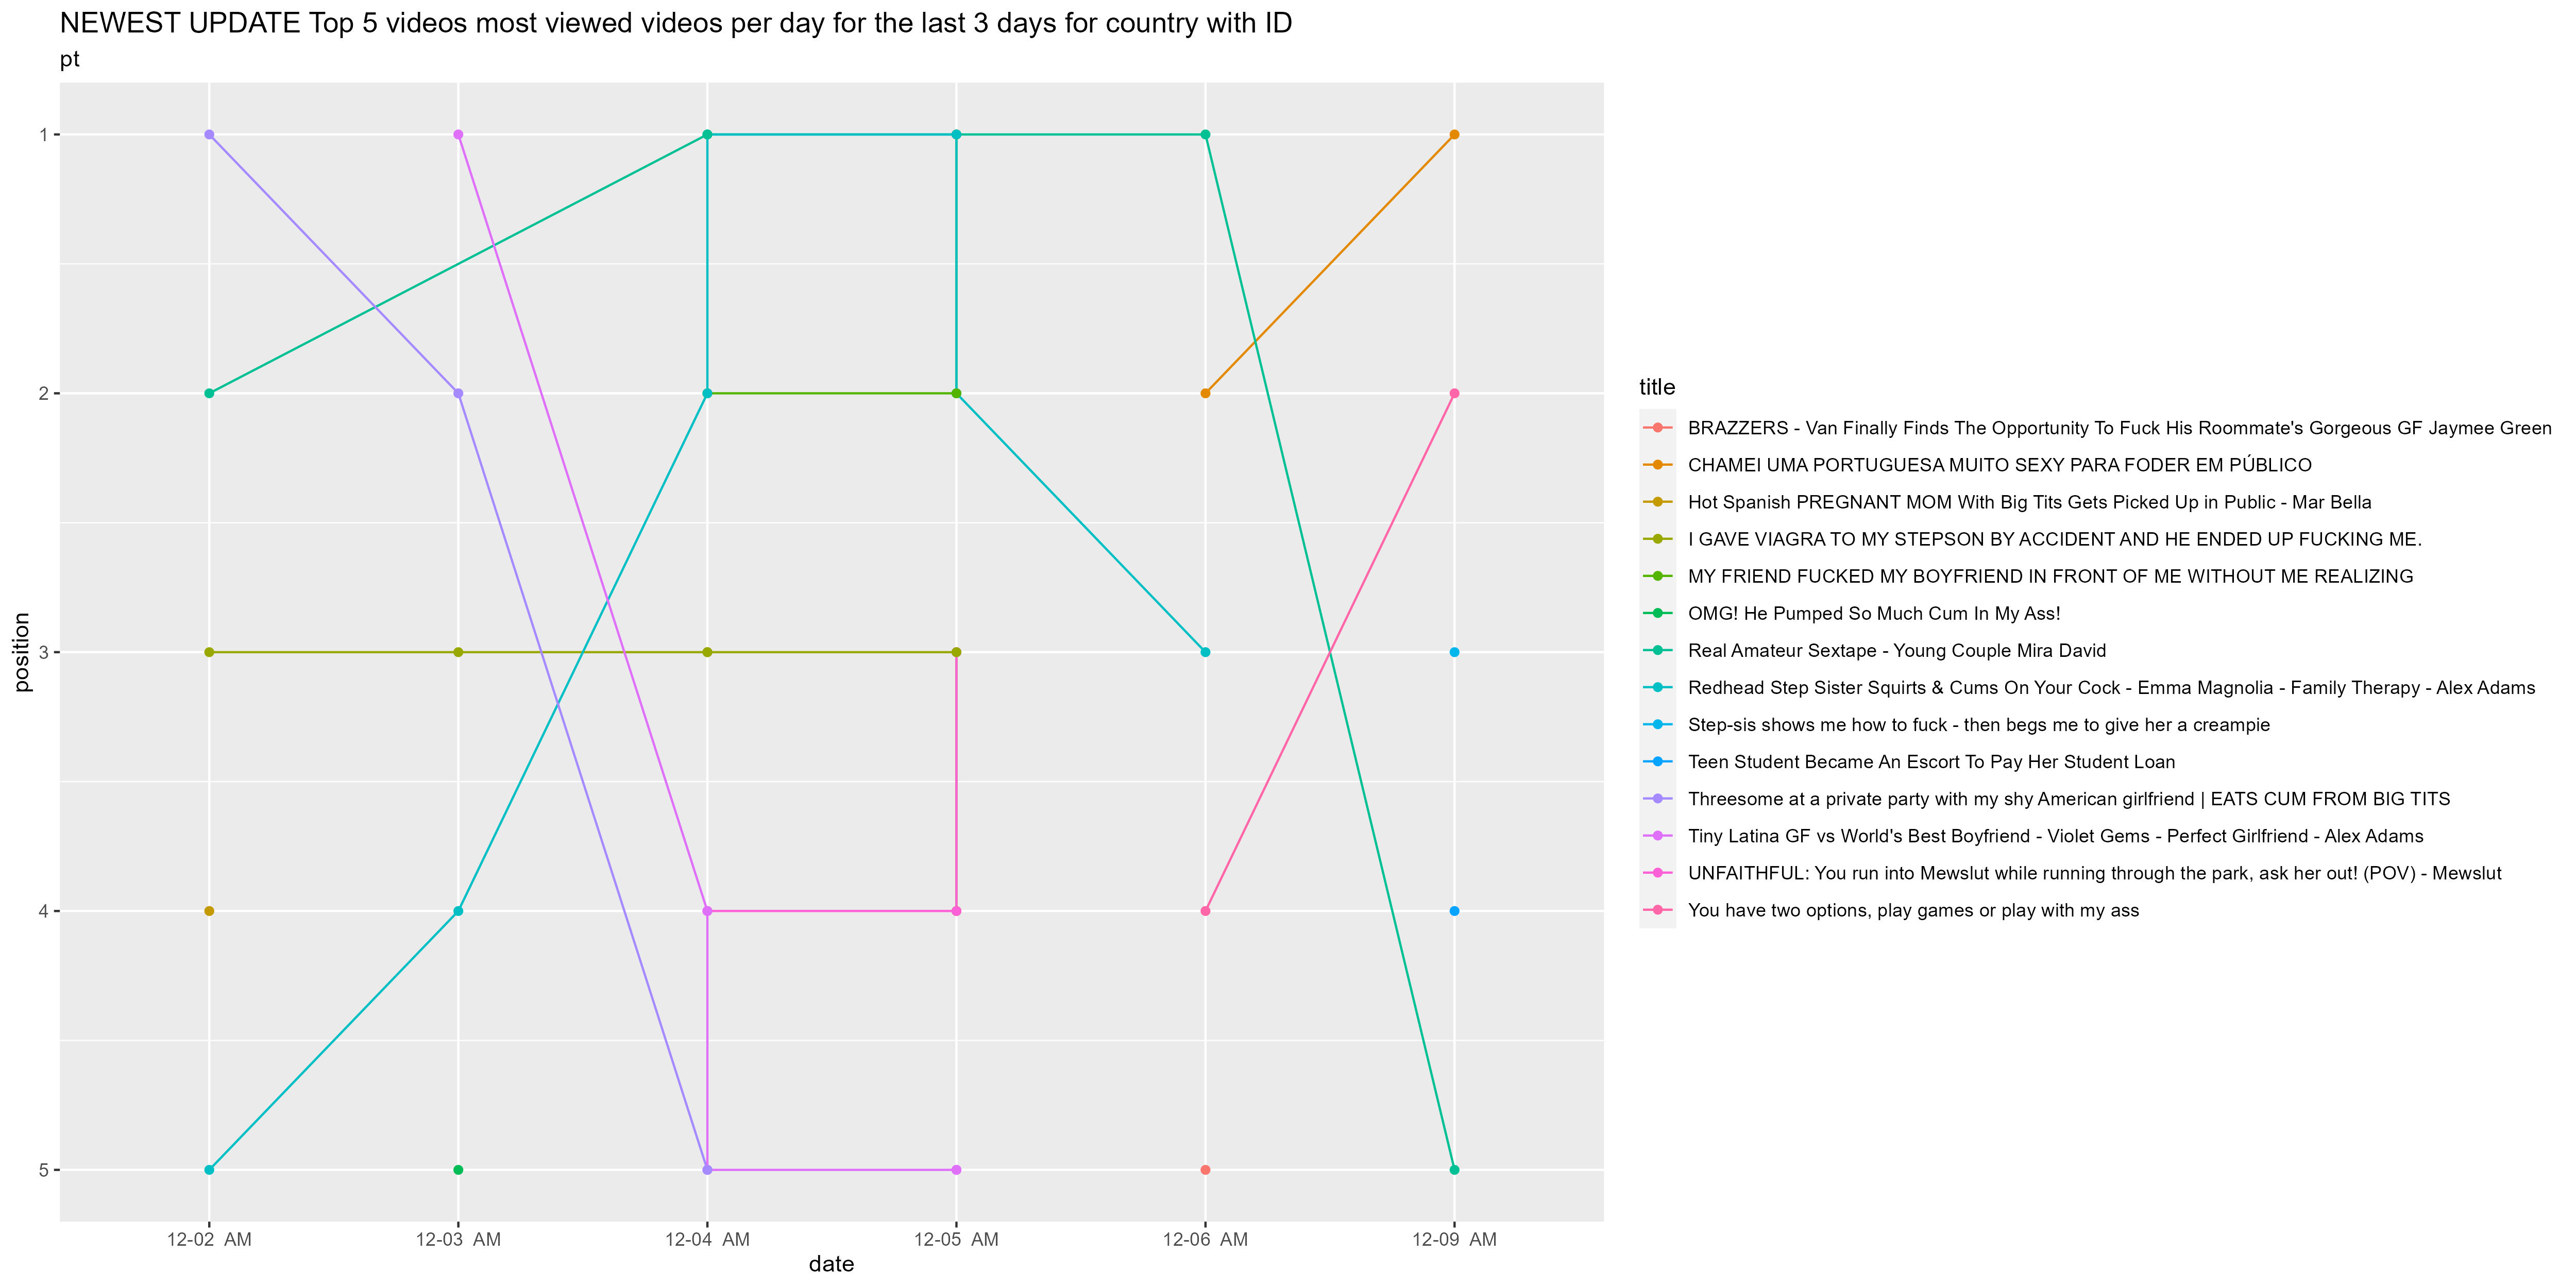 NEWEST UPDATE Top 5 videos most viewed videos per day for the last 3 days for country with ID
pt
1
2
3
4
5
position
12-02 AM
12-03 AM
12-04 AM
12-05 AM
12-06 AM
12-09 AM
date
title
BRAZZERS - Van Finally Finds The Opportunity To Fuck His Roommate's Gorgeous GF Jaymee Green
CHAMEI UMA PORTUGUESA MUITO SEXY PARA FODER EM PÚBLICO
Hot Spanish PREGNANT MOM With Big Tits Gets Picked Up in Public - Mar Bella
I GAVE VIAGRA TO MY STEPSON BY ACCIDENT AND HE ENDED UP FUCKING ME.
MY FRIEND FUCKED MY BOYFRIEND IN FRONT OF ME WITHOUT ME REALIZING
OMG! He Pumped So Much Cum In My Ass!
Real Amateur Sextape - Young Couple Mira David
Redhead Step Sister Squirts & Cums On Your Cock - Emma Magnolia - Family Therapy - Alex Adams
Step-sis shows me how to fuck - then begs me to give her a creampie
Teen Student Became An Escort To Pay Her Student Loan
Threesome at a private party with my shy American girlfriend | EATS CUM FROM BIG TITS
Tiny Latina GF vs World's Best Boyfriend - Violet Gems - Perfect Girlfriend - Alex Adams
UNFAITHFUL: You run into Mewslut while running through the park, ask her out! (POV) - Mewslut
You have two options, play games or play with my ass